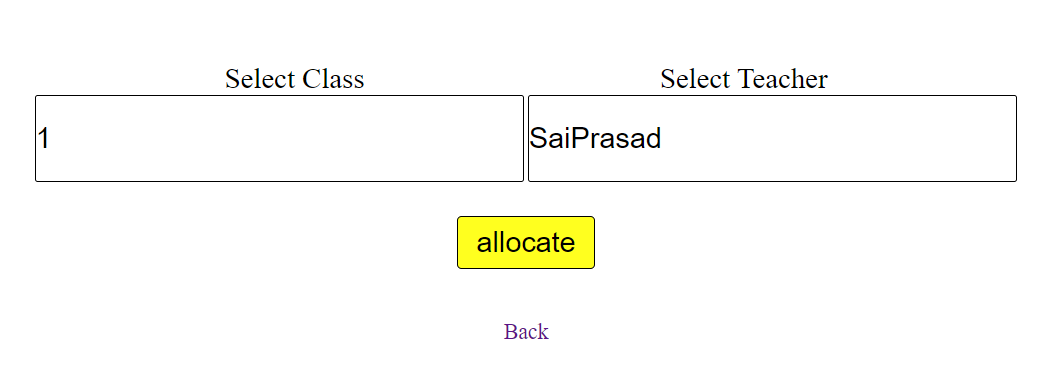 Select Class Select Teacher
1 SaiPrasad
allocate
Back